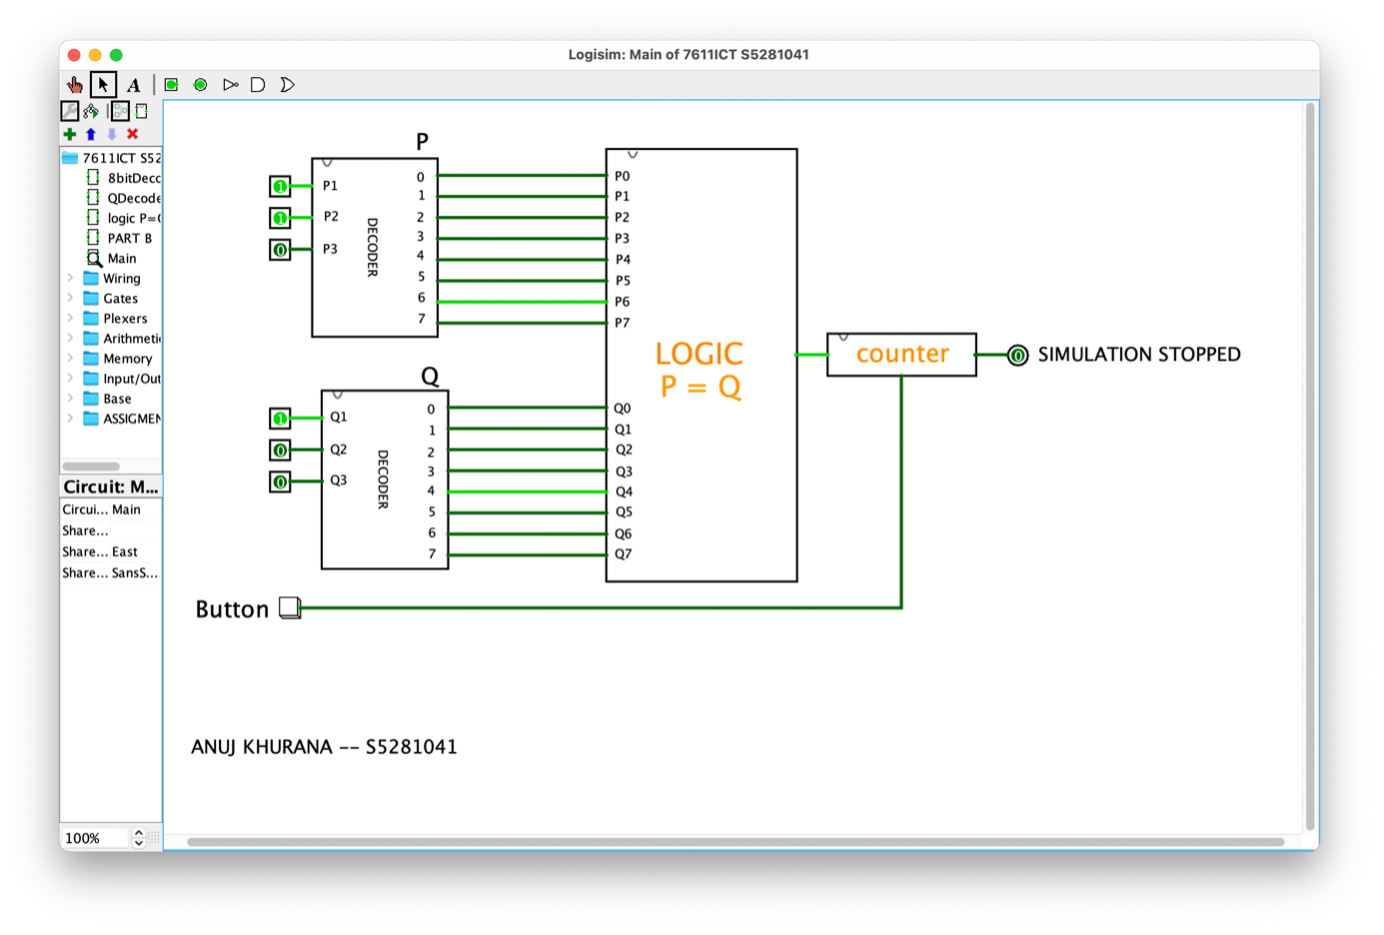 Logisim: Main of 7611ICT S5281041
A
7611ICT S52
8bitDecc
QDecode
logic P=(
PART B
Main
Wiring
Gates
Plexers
Arithmeti
Memory
Input/Out
Base
ASSIGMEN
Circuit: M...
Circui... Main
Share...
Share... East
Share... SansS...
100%
P
1 P1
1 P2
0 P3
DECODER
0
1
2
3
4
5
6
7
Q
1 Q1
0 Q2
0 Q3
DECODER
0
1
2
3
4
5
6
7
P0
P1
P2
P3
P4
P5
P6
P7
LOGIC
P = Q
Q0
Q1
Q2
Q3
Q4
Q5
Q6
Q7
counter
0 SIMULATION STOPPED
Button
ANUJ KHURANA -- S5281041